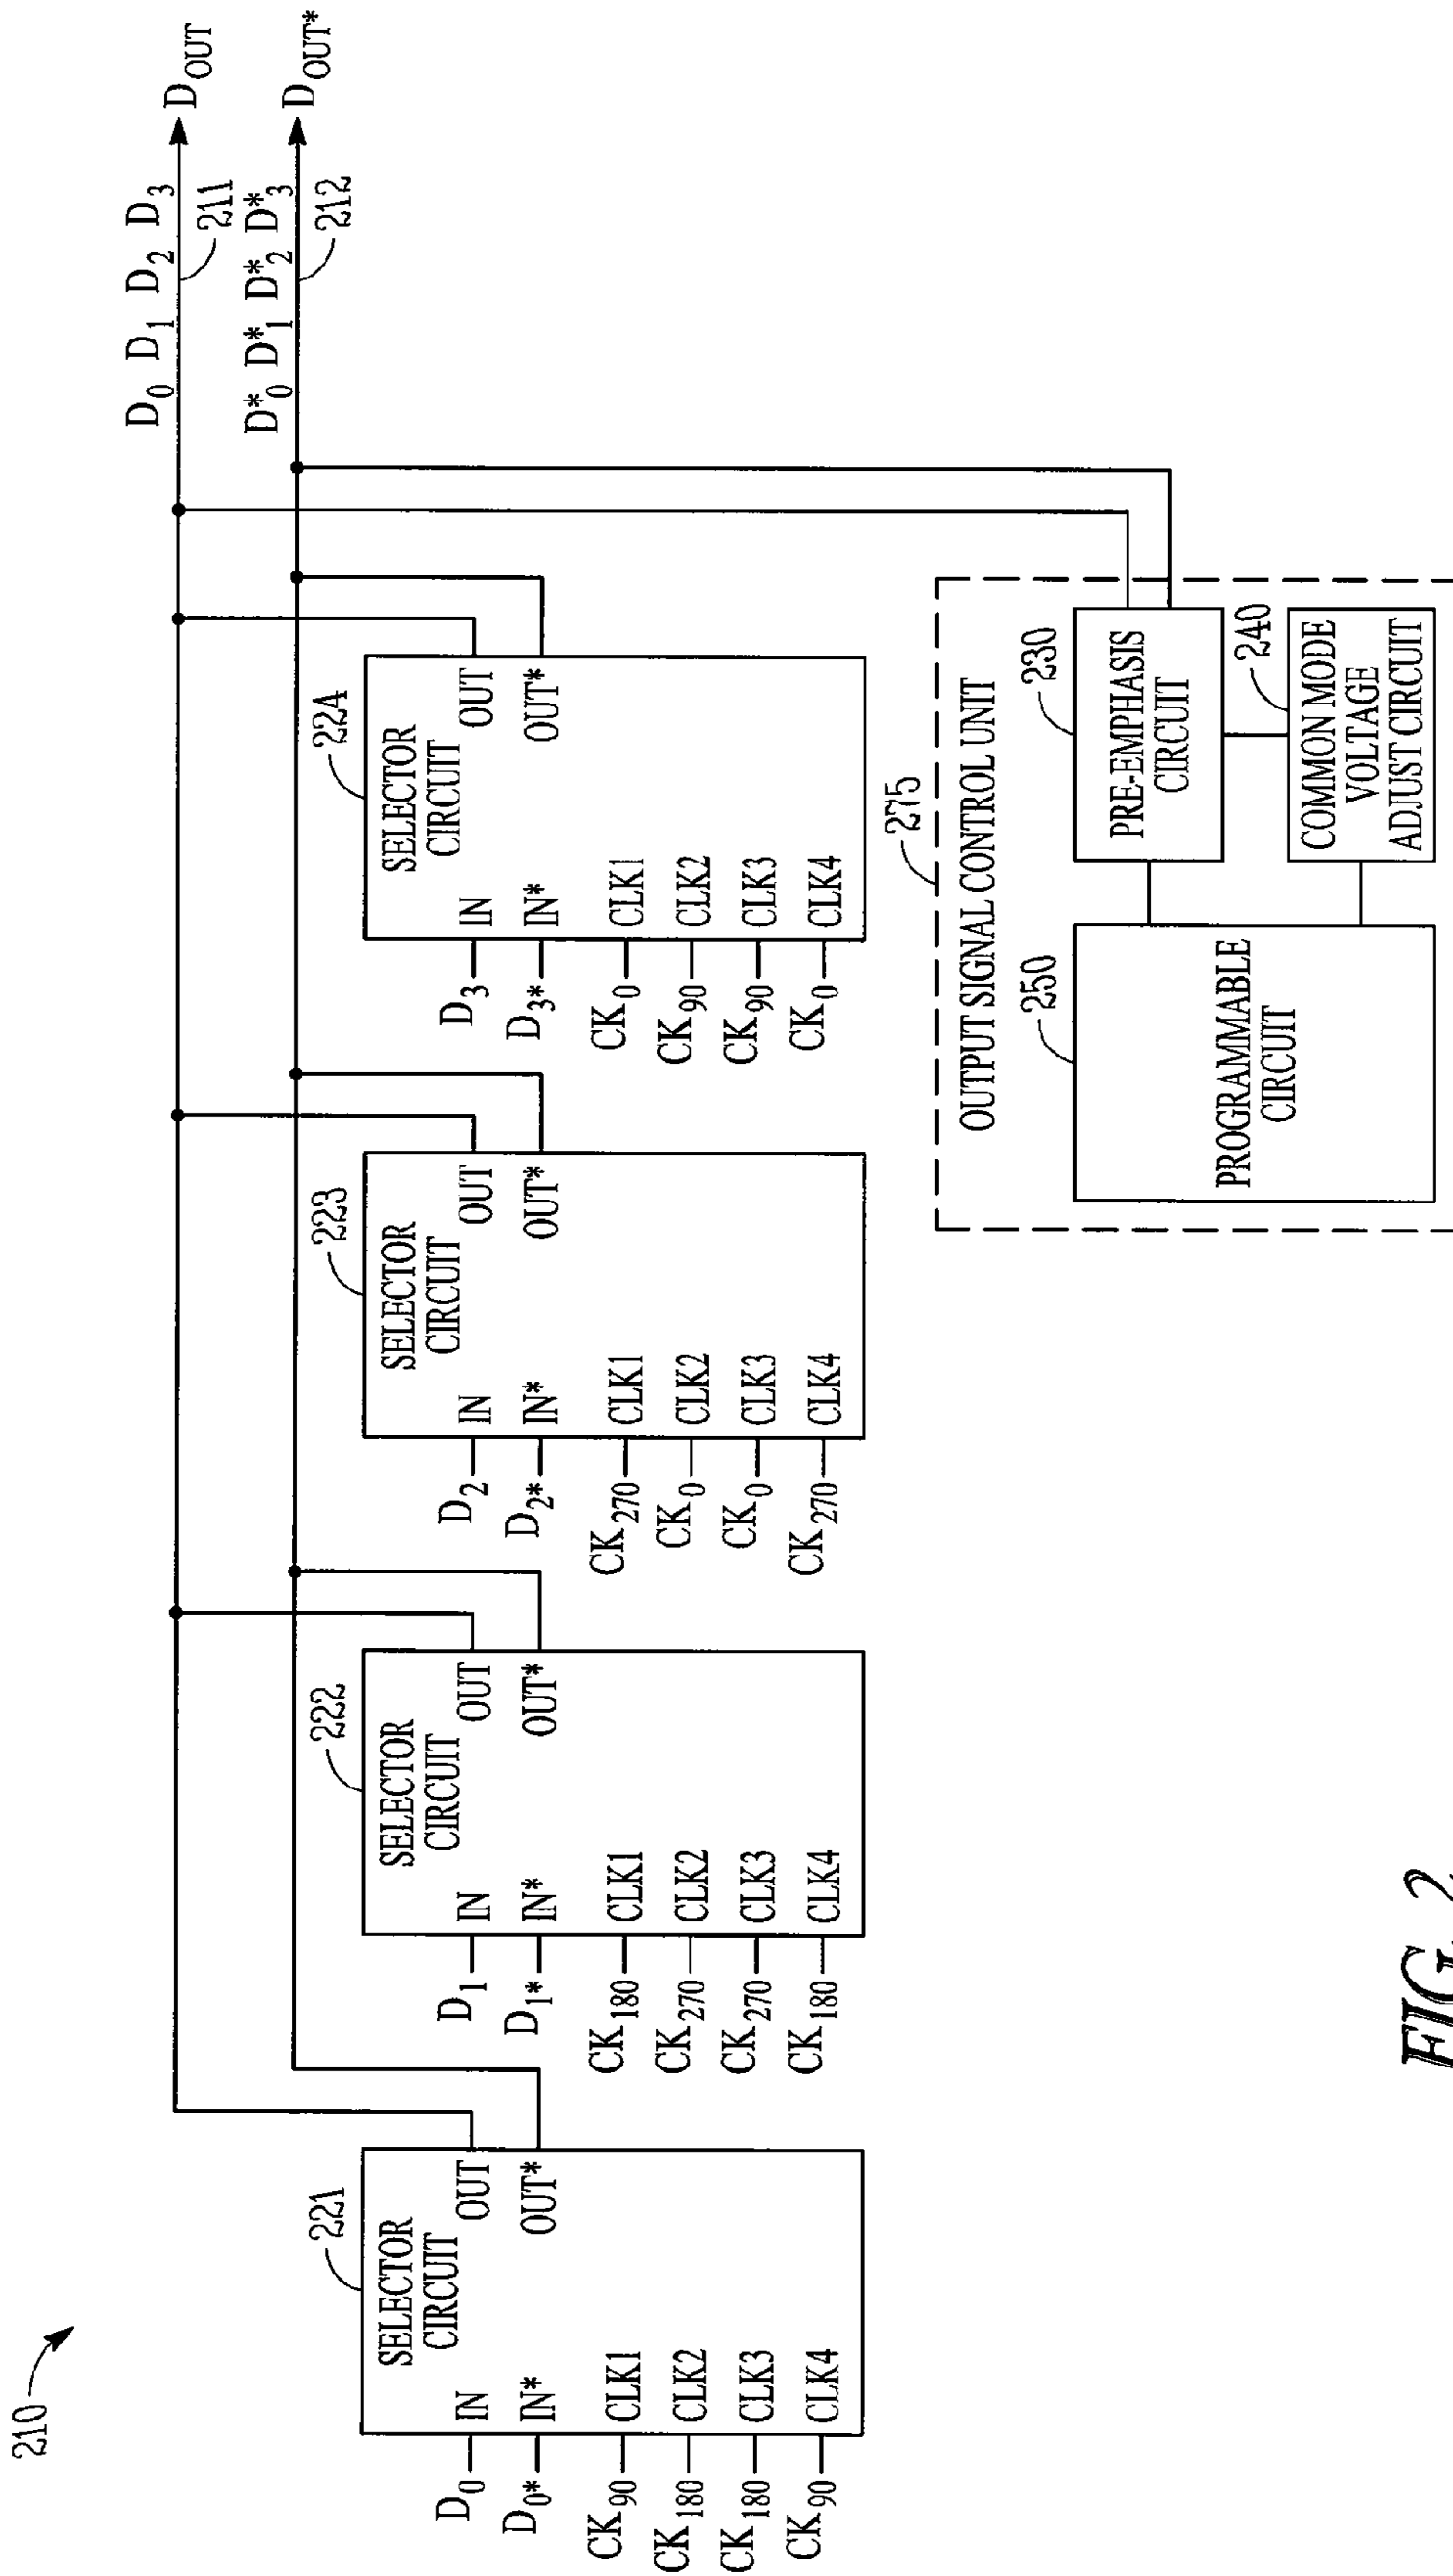 210
D0 D1 D2 D3
DOUT
211
D*0 D*1 D*2 D*3
DOUT*
212
221
SELECTOR
CIRCUIT
OUT
OUT*
D0 IN
D0* IN*
CK90 CLK1
CK180 CLK2
CK180 CLK3
CK90 CLK4
222
SELECTOR
CIRCUIT
OUT
OUT*
D1 IN
D1* IN*
CK180 CLK1
CK270 CLK2
CK270 CLK3
CK180 CLK4
223
SELECTOR
CIRCUIT
OUT
OUT*
D2 IN
D2* IN*
CK270 CLK1
CK0 CLK2
CK0 CLK3
CK270 CLK4
224
SELECTOR
CIRCUIT
OUT
OUT*
D3 IN
D3* IN*
CK0 CLK1
CK90 CLK2
CK90 CLK3
CK0 CLK4
275
OUTPUT SIGNAL CONTROL UNIT
250
PROGRAMMABLE
CIRCUIT
230
PRE-EMPHASIS
CIRCUIT
240
COMMON MODE
VOLTAGE
ADJUST CIRCUIT
FIG. 2